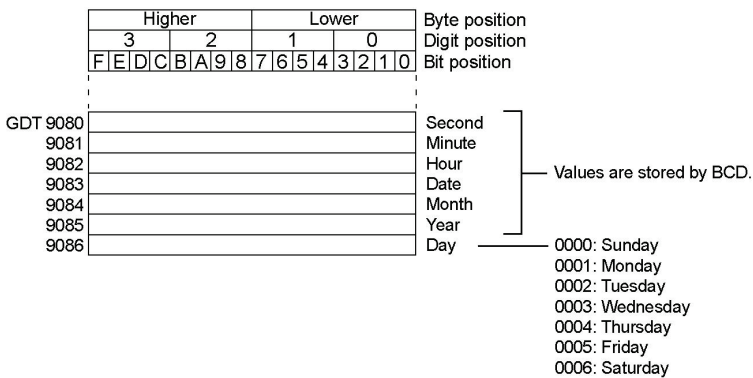 Higher Lower Byte position
3 2 1 0 Digit position
F E D C B A 9 8 7 6 5 4 3 2 1 0 Bit position
GDT 9080 Second
9081 Minute
9082 Hour
Values are stored by BCD.
9083 Date
9084 Month
9085 Year
9086 Day 0000: Sunday
0001: Monday
0002: Tuesday
0003: Wednesday
0004: Thursday
0005: Friday
0006: Saturday